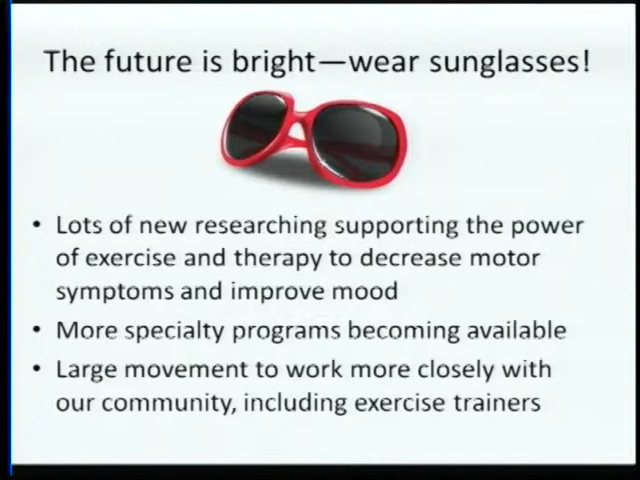 The future is bright—wear sunglasses!
• Lots of new researching supporting the power
of exercise and therapy to decrease motor
symptoms and improve mood
• More specialty programs becoming available
• Large movement to work more closely with
our community, including exercise trainers